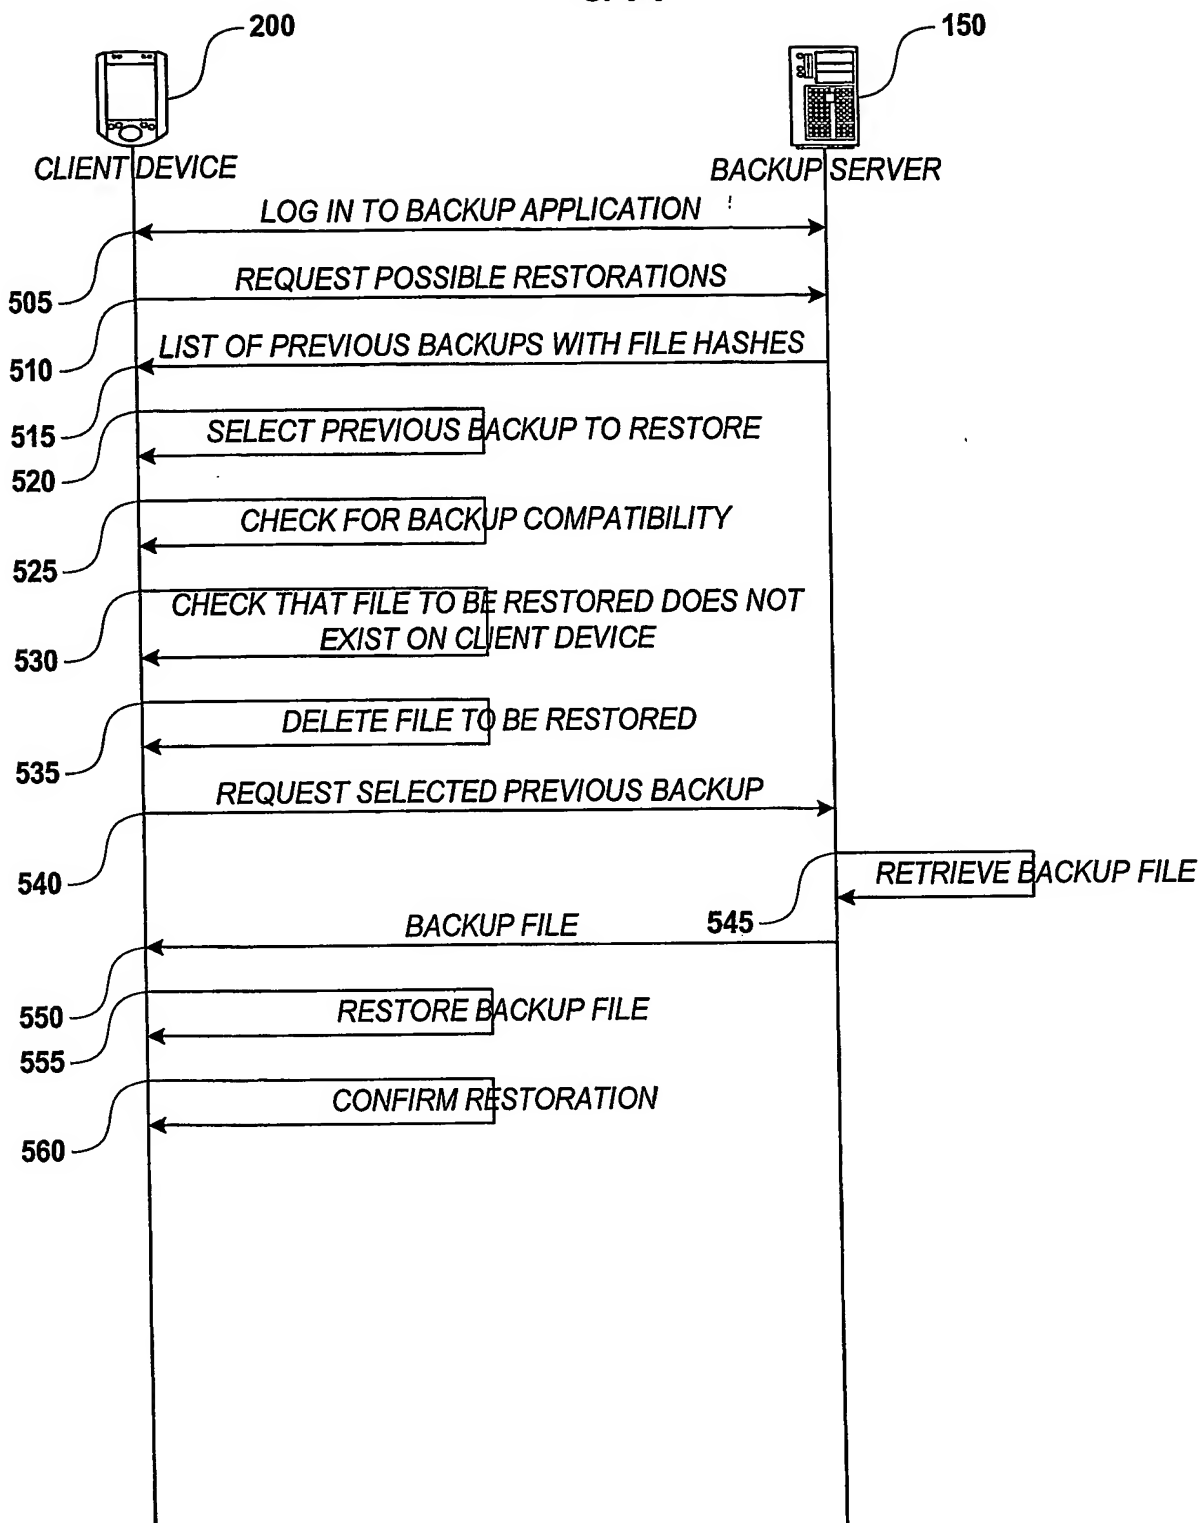 200
150
CLIENT DEVICE
BACKUP SERVER
LOG IN TO BACKUP APPLICATION
505
REQUEST POSSIBLE RESTORATIONS
510
LIST OF PREVIOUS BACKUPS WITH FILE HASHES
515
SELECT PREVIOUS BACKUP TO RESTORE
520
CHECK FOR BACKUP COMPATIBILITY
525
CHECK THAT FILE TO BE RESTORED DOES NOT
EXIST ON CLIENT DEVICE
530
DELETE FILE TO BE RESTORED
535
REQUEST SELECTED PREVIOUS BACKUP
540
RETRIEVE BACKUP FILE
545
BACKUP FILE
550
RESTORE BACKUP FILE
555
CONFIRM RESTORATION
560